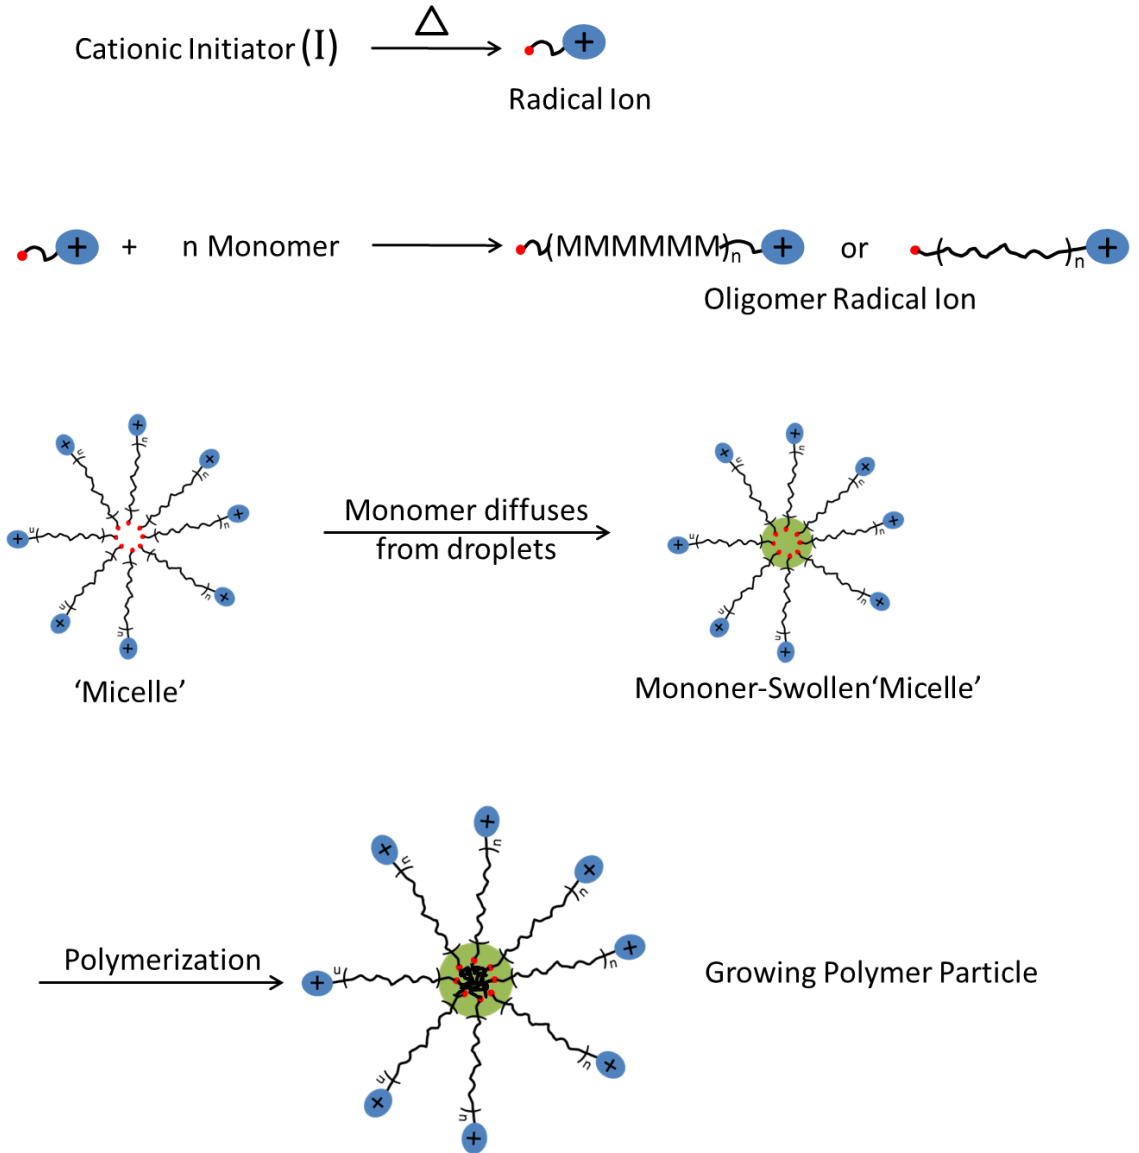 Cationic Initiator (I)
△
+
Radical Ion
+
+ n Monomer
(MMMMMM)n
+
or
( )n
+
Oligomer Radical Ion
+ + + + + + + +
n n n n n n n n
Monomer diffuses
from droplets
+ + + + + + + +
n n n n n n n n
‘Micelle’
Mononer-Swollen‘Micelle’
Polymerization
+ + + + + + + +
n n n n n n n n
Growing Polymer Particle